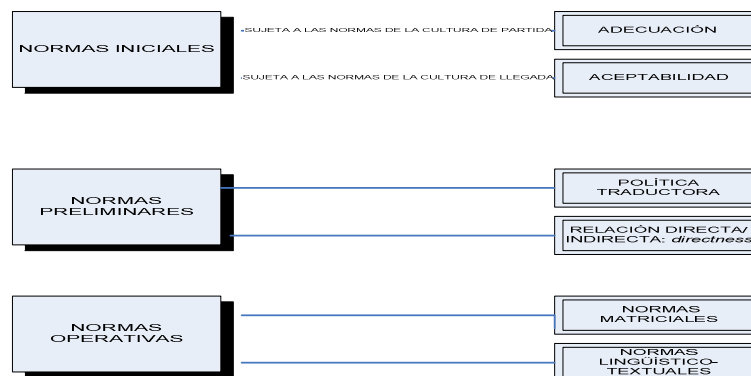 NORMAS INICIALES
SUJETA A LAS NORMAS DE LA CULTURA DE PARTIDA
ADECUACIÓN
SUJETA A LAS NORMAS DE LA CULTURA DE LLEGADA
ACEPTABILIDAD
NORMAS
PRELIMINARES
POLÍTICA
TRADUCTORA
RELACIÓN DIRECTA/
INDIRECTA: directness
NORMAS
OPERATIVAS
NORMAS
MATRICIALES
NORMAS
LINGÜÍSTICO-
TEXTUALES